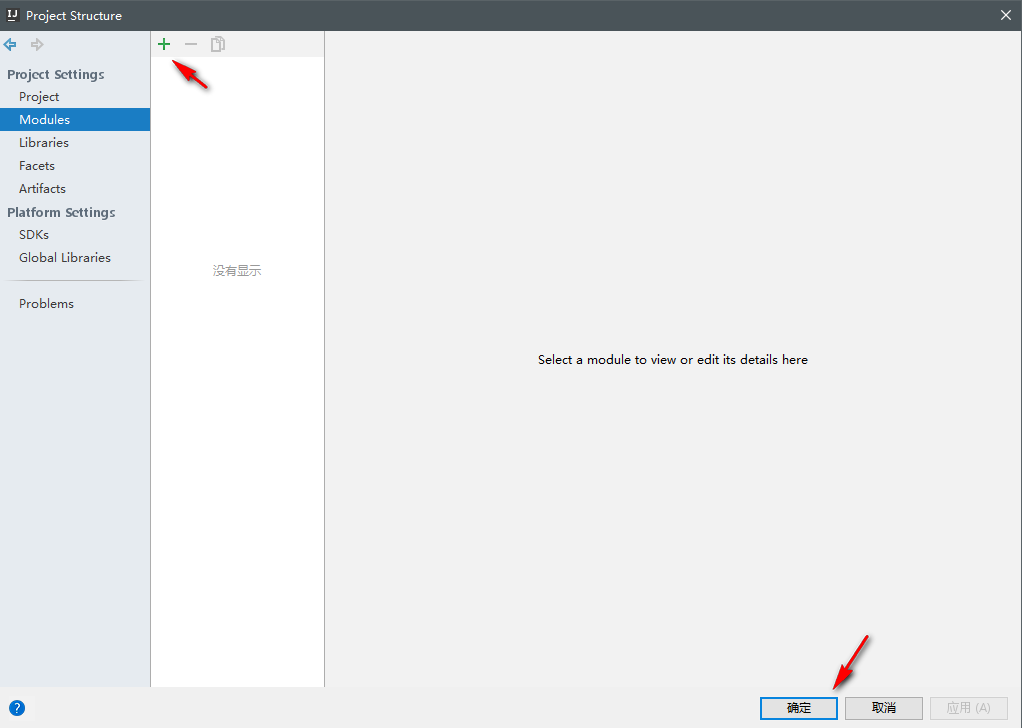 Project Structure
Project Settings
Project
Modules
Libraries
Facets
Artifacts
Platform Settings
SDKs
Global Libraries
Problems
没有显示
Select a module to view or edit its details here
?
确定 取消 应用 (A)